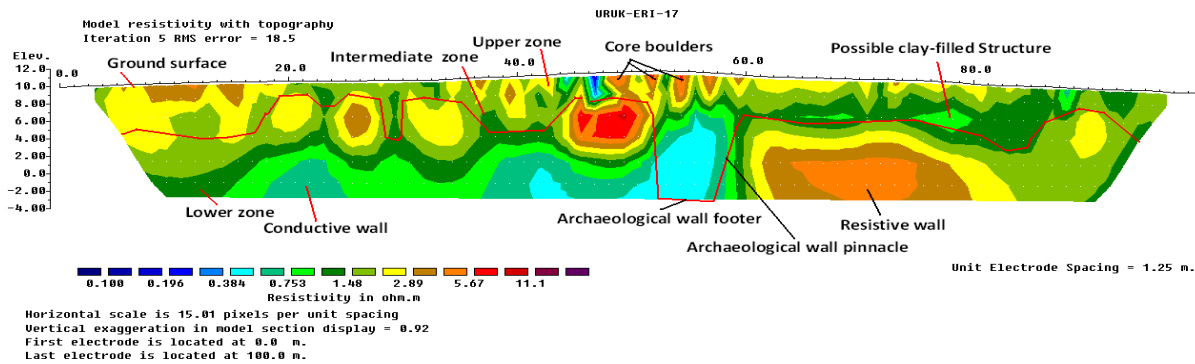 URUK-ERI-17
Model resistivity with topography
Iteration 5 RMS error = 18.5
Elev.
Ground surface
Intermediate zone
Upper zone
Core boulders
Possible clay-filled Structure
0.0 20.0 40.0 60.0 80.0
12.0
10.0
8.00
6.00
4.00
2.00
0.0
-2.00
-4.00
Lower zone
Conductive wall
Archaeological wall footer
Archaeological wall pinnacle
Resistive wall
0.100 0.196 0.384 0.753 1.48 2.89 5.67 11.1
Resistivity in ohm.m
Unit Electrode Spacing = 1.25 m.
Horizontal scale is 15.01 pixels per unit spacing
Vertical exaggeration in model section display = 0.92
First electrode is located at 0.0 m.
Last electrode is located at 100.0 m.